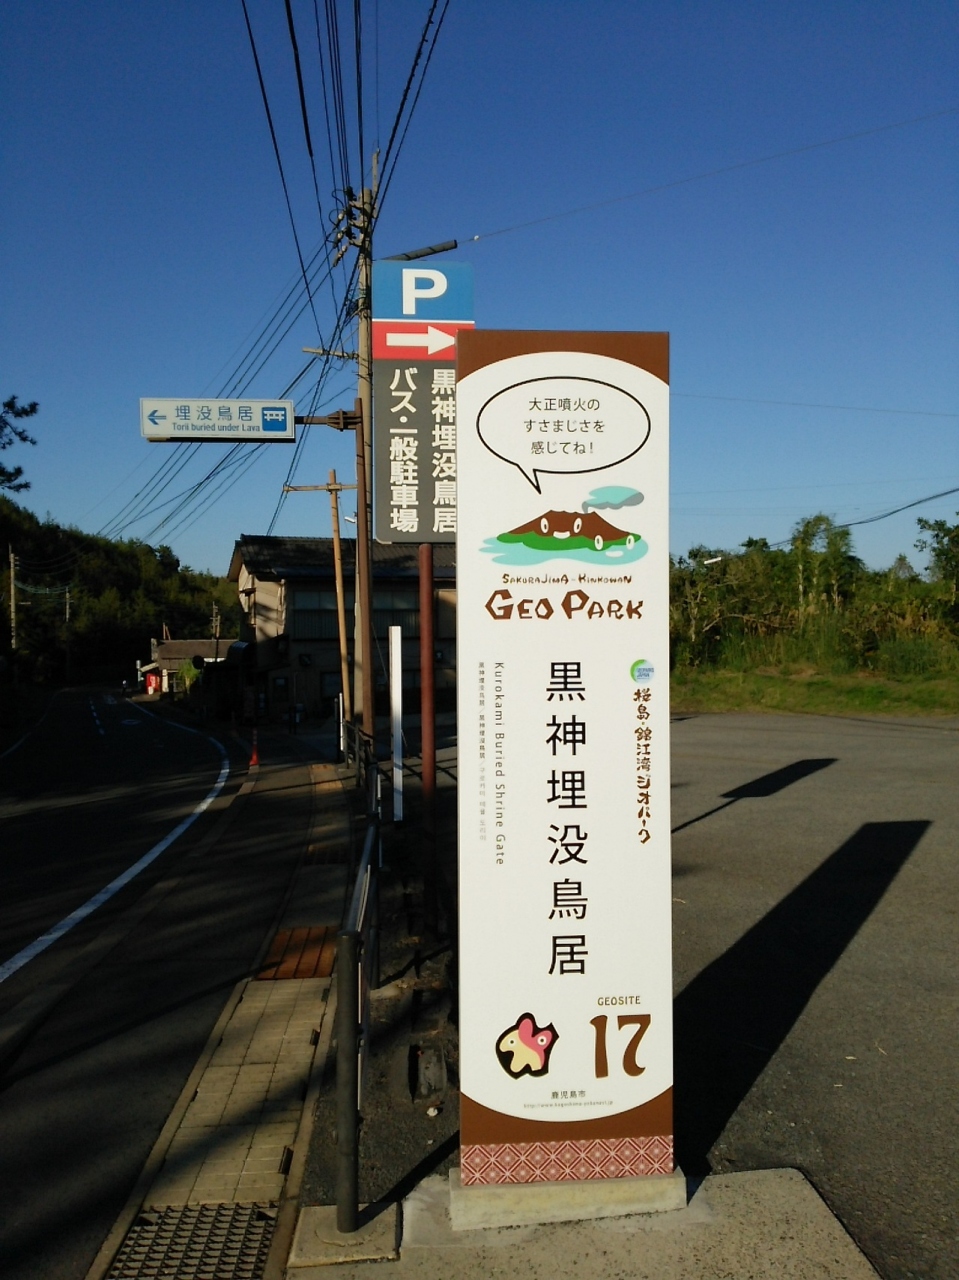 P
黒神埋没鳥居
バス・一般駐車場
埋没鳥居
Torii buried under Lava
大正噴火の
すさまじさを
感じてね！
SAKURAJIMA-KINKOWAN
GEO PARK
桜島・錦江湾ジオパーク
黒神埋没鳥居
Kurokami Buried Shrine Gate
GEOSITE
17
鹿児島市